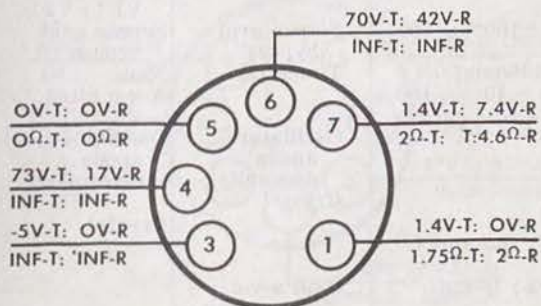 70V-T: 42V-R
INF-T: INF-R
6
OV-T: OV-R
OΩ-T: OΩ-R
5
7
1.4V-T: 7.4V-R
2Ω-T: T:4.6Ω-R
73V-T: 17V-R
INF-T: INF-R
4
-5V-T: OV-R
INF-T: 'INF-R
3
1
1.4V-T: OV-R
1.75Ω-T: 2Ω-R